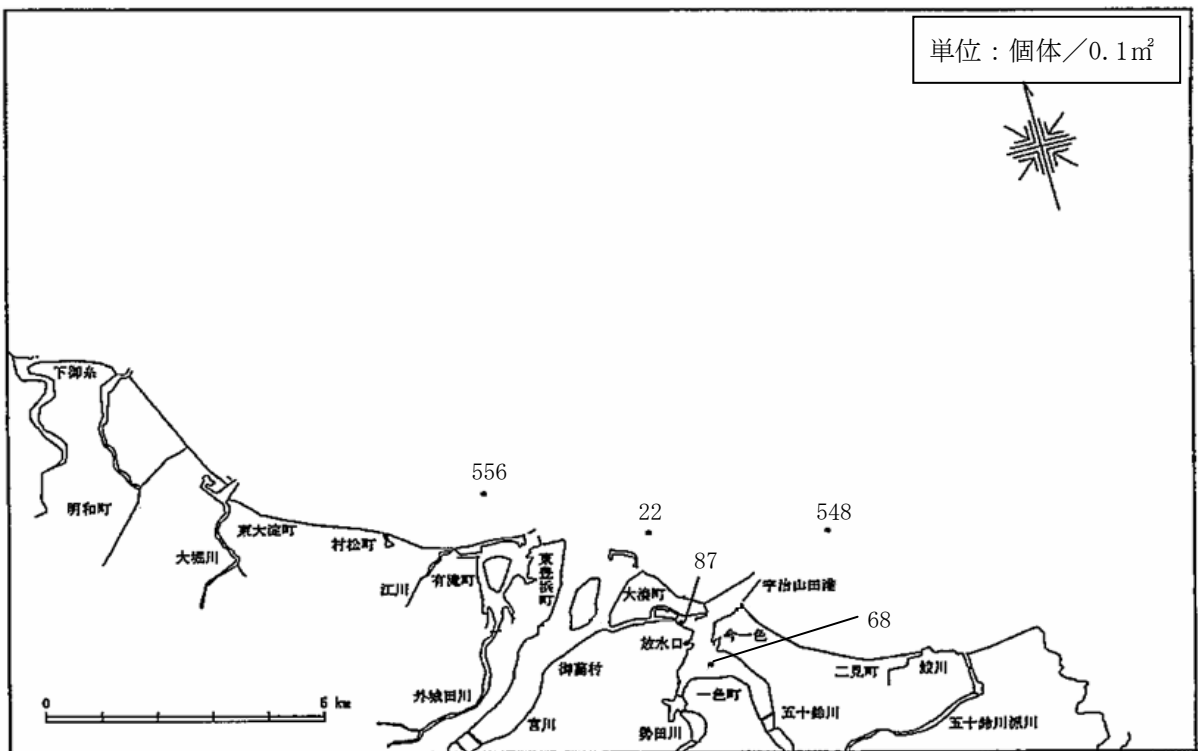 単位：個体／0.1㎡
下御糸
556
明和町
22
548
東大淀町
村松町
大堀川
87
江川
有滝町
東豊浜町
大湊町
宇治山田港
68
放水口
今一色
御薗村
二見町
外城田川
一色町
宮川
勢田川
五十鈴川
五十鈴川派川
0
5 km